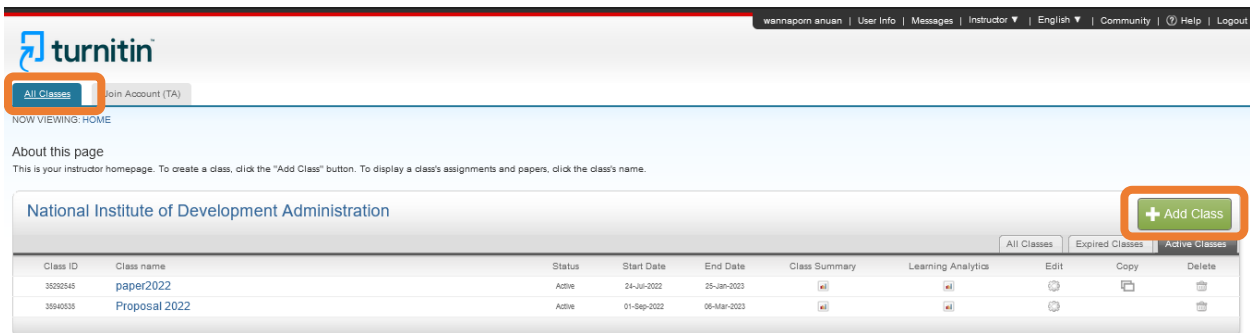 wannaporn anuan | User Info | Messages | Instructor ▼ | English ▼ | Community | ? Help | Logout
turnitin
All Classes Join Account (TA)
NOW VIEWING: HOME
About this page
This is your instructor homepage. To create a class, click the "Add Class" button. To display a class's assignments and papers, click the class's name.
National Institute of Development Administration
+ Add Class
All Classes Expired Classes Active Classes
Class ID Class name Status Start Date End Date Class Summary Learning Analytics Edit Copy Delete
35292545 paper2022 Active 24-Jul-2022 25-Jan-2023
35940535 Proposal 2022 Active 01-Sep-2022 06-Mar-2023